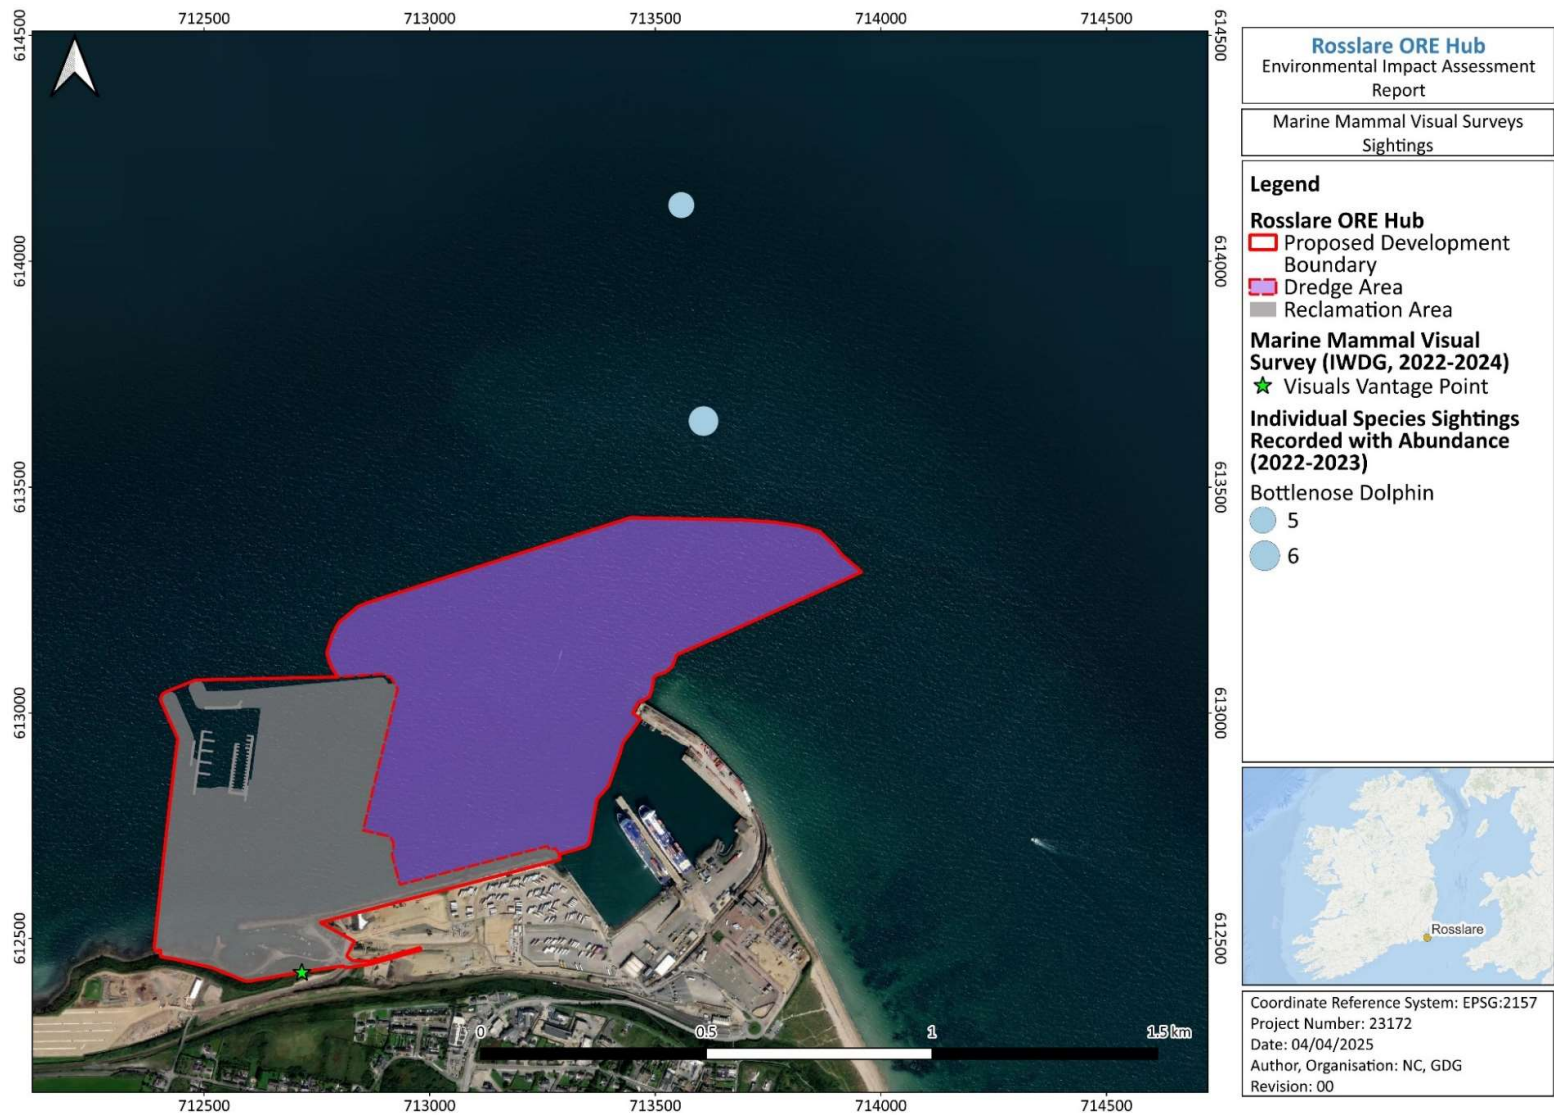 712500 713000 713500 714000 714500
614500
614000
613500
613000
612500
614500
614000
613500
613000
612500
0 0.5 1 1.5 km
712500 713000 713500 714000 714500
Rosslare ORE Hub
Environmental Impact Assessment
Report
Marine Mammal Visual Surveys
Sightings
Legend
Rosslare ORE Hub
Proposed Development
Boundary
Dredge Area
Reclamation Area
Marine Mammal Visual
Survey (IWDG, 2022-2024)
Visuals Vantage Point
Individual Species Sightings
Recorded with Abundance
(2022-2023)
Bottlenose Dolphin
5
6
Rosslare
Coordinate Reference System: EPSG:2157
Project Number: 23172
Date: 04/04/2025
Author, Organisation: NC, GDG
Revision: 00